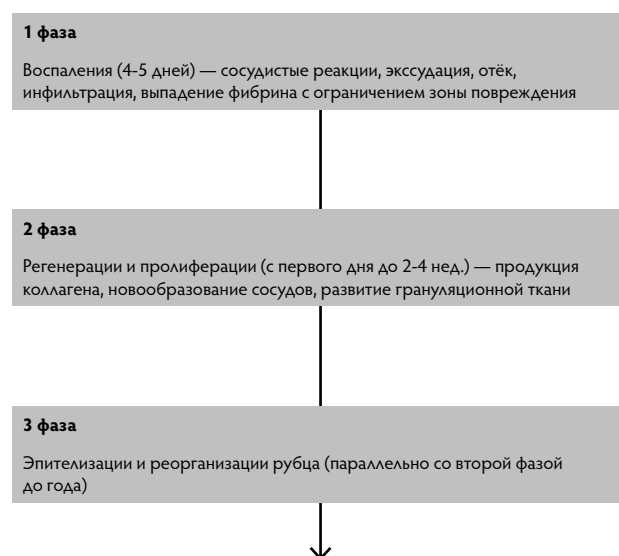 1 фаза
Воспаления (4-5 дней) — сосудистые реакции, экссудация, отёк,
инфильтрация, выпадение фибрина с ограничением зоны повреждения
2 фаза
Регенерации и пролиферации (с первого дня до 2-4 нед.) — продукция
коллагена, новообразование сосудов, развитие грануляционной ткани
3 фаза
Эпителизации и реорганизации рубца (параллельно со второй фазой
до года)